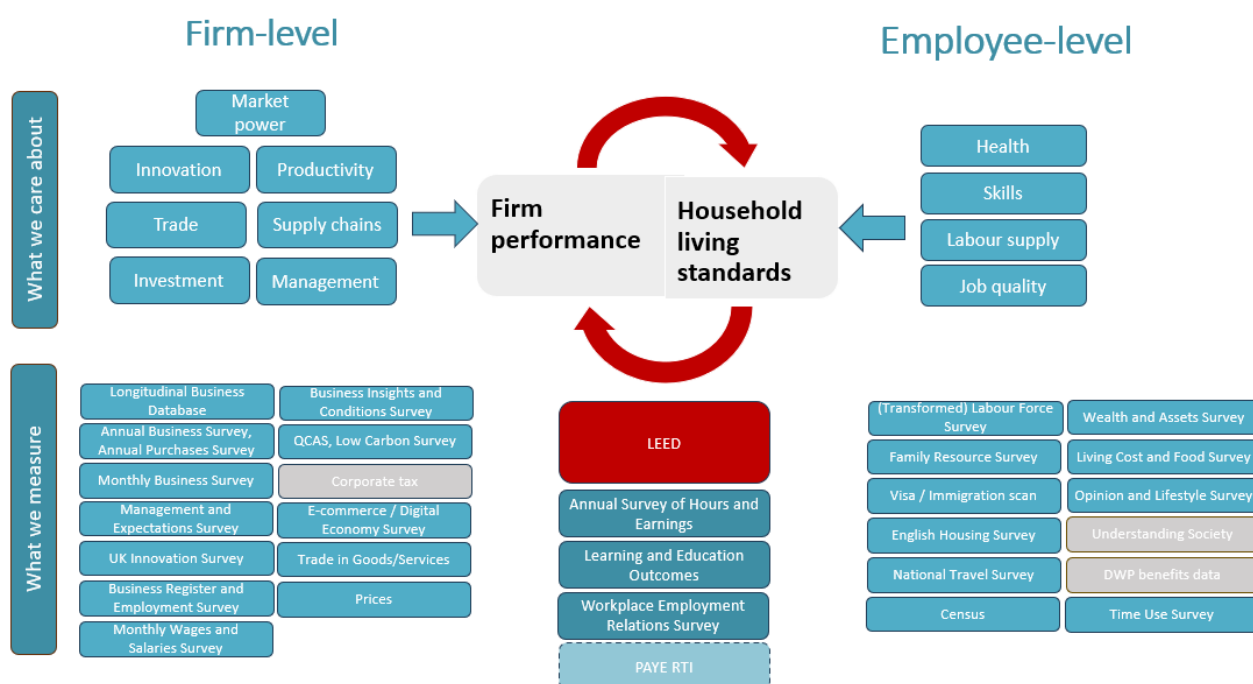 Firm-level
Employee-level
What we care about
Market
power
Innovation
Productivity
Trade
Supply chains
Investment
Management
Firm
performance
Household
living
standards
Health
Skills
Labour supply
Job quality
What we measure
Longitudinal Business
Database
Business Insights and
Conditions Survey
Annual Business Survey,
Annual Purchases Survey
QCAS, Low Carbon Survey
Monthly Business Survey
Corporate tax
Management and
Expectations Survey
E-commerce / Digital
Economy Survey
UK Innovation Survey
Trade in Goods/Services
Business Register and
Employment Survey
Prices
Monthly Wages and
Salaries Survey
LEED
Annual Survey of Hours and
Earnings
Learning and Education
Outcomes
Workplace Employment
Relations Survey
PAYE RTI
(Transformed) Labour Force
Survey
Wealth and Assets Survey
Family Resource Survey
Living Cost and Food Survey
Visa / Immigration scan
Opinion and Lifestyle Survey
English Housing Survey
Understanding Society
National Travel Survey
DWP benefits data
Census
Time Use Survey